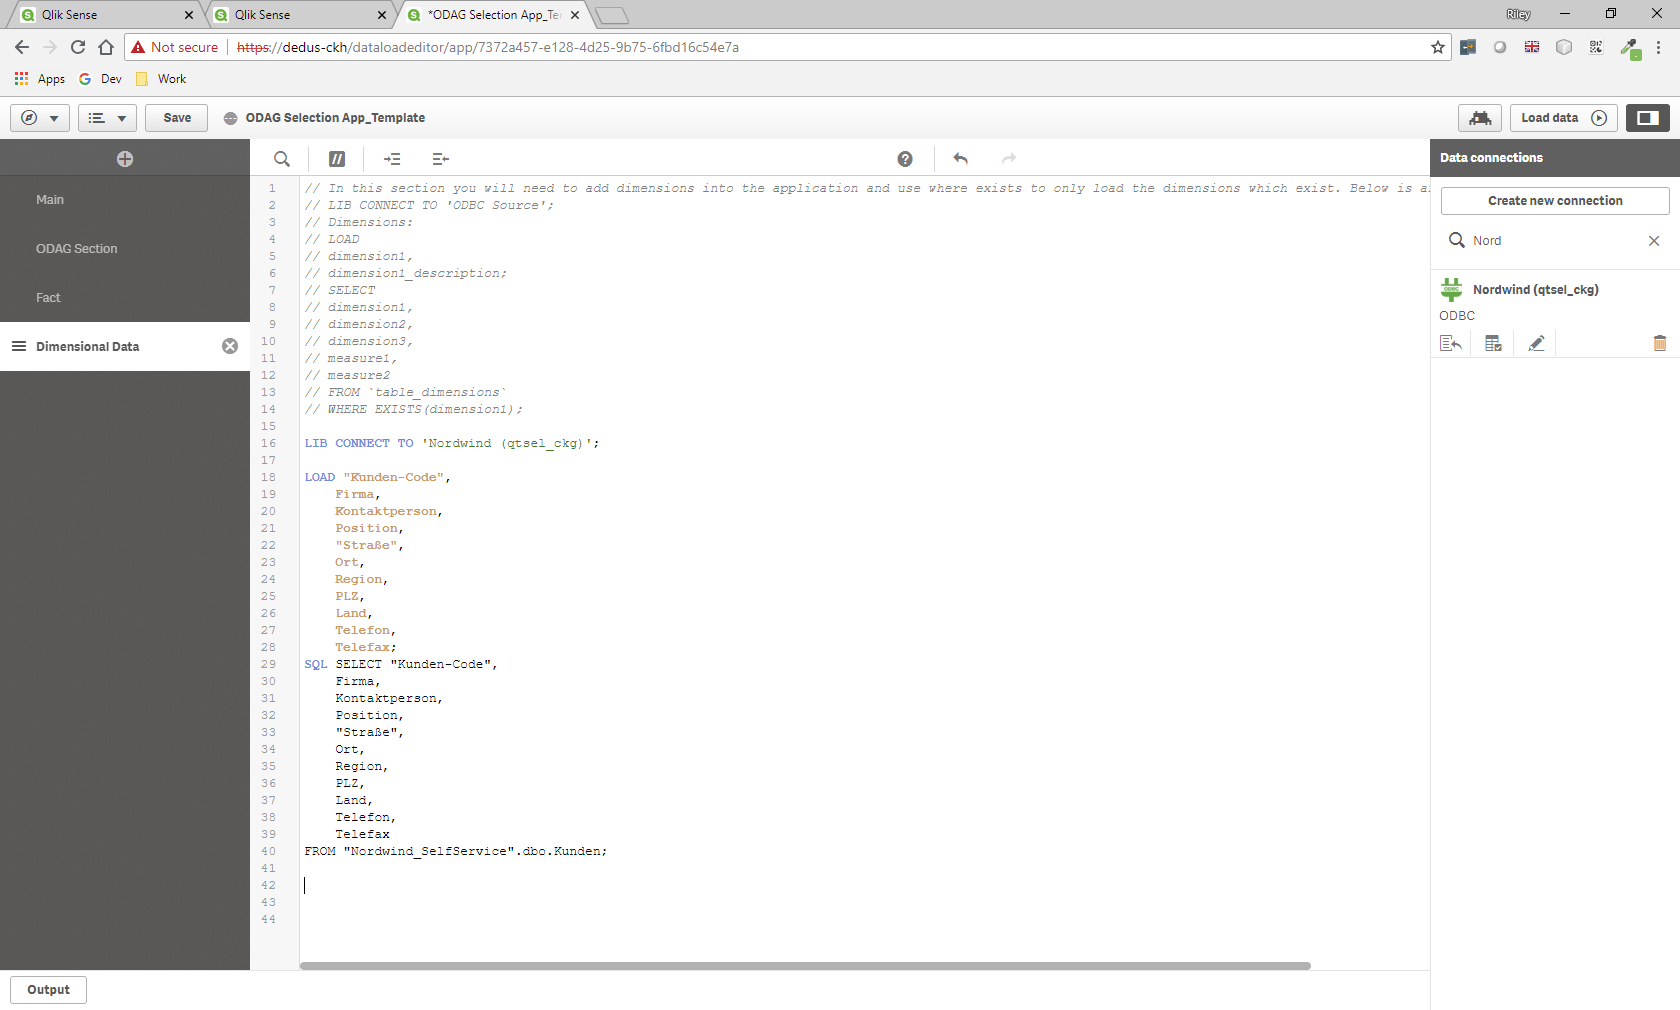 Qlik Sense
Qlik Sense
*ODAG Selection App_Te
Riley
Not secure
https://dedus-ckh/dataloadeditor/app/7372a457-e128-4d25-9b75-6fbd16c54e7a
Apps
Dev
Work
Save
ODAG Selection App_Template
Load data
Main
ODAG Section
Fact
Dimensional Data
1 // In this section you will need to add dimensions into the application and use where exists to only load the dimensions which exist. Below is a
2 // LIB CONNECT TO 'ODBC Source';
3 // Dimensions:
4 // LOAD
5 // dimension1,
6 // dimension1_description;
7 // SELECT
8 // dimension1,
9 // dimension2,
10 // dimension3,
11 // measure1,
12 // measure2
13 // FROM `table_dimensions`
14 // WHERE EXISTS(dimension1);
15
16 LIB CONNECT TO 'Nordwind (qtsel_ckg)';
17
18 LOAD "Kunden-Code",
19 Firma,
20 Kontaktperson,
21 Position,
22 "Straße",
23 Ort,
24 Region,
25 PLZ,
26 Land,
27 Telefon,
28 Telefax;
29 SQL SELECT "Kunden-Code",
30 Firma,
31 Kontaktperson,
32 Position,
33 "Straße",
34 Ort,
35 Region,
36 PLZ,
37 Land,
38 Telefon,
39 Telefax
40 FROM "Nordwind_SelfService".dbo.Kunden;
41
42
43
44
Data connections
Create new connection
Nord
Nordwind (qtsel_ckg)
ODBC
Output